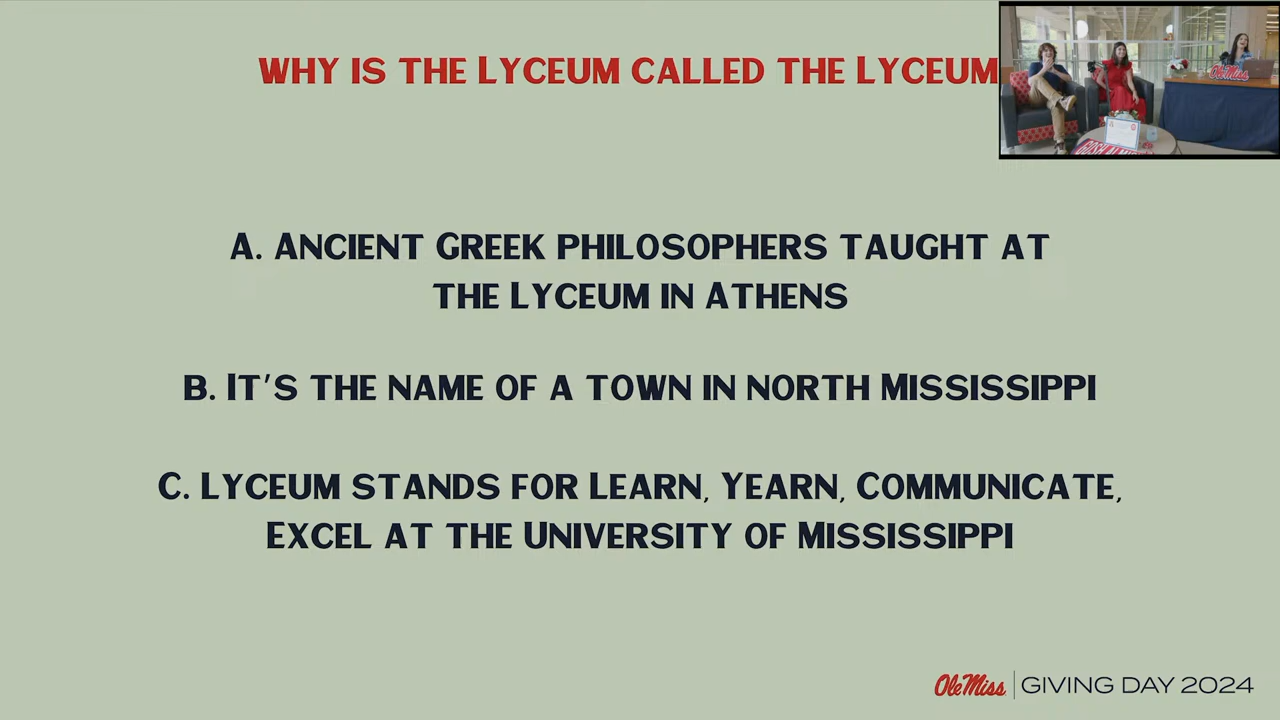 WHY IS THE LYCEUM CALLED THE LYCEUM
A. ANCIENT GREEK PHILOSOPHERS TAUGHT AT
THE LYCEUM IN ATHENS
B. IT'S THE NAME OF A TOWN IN NORTH MISSISSIPPI
C. LYCEUM STANDS FOR LEARN, YEARN, COMMUNICATE,
EXCEL AT THE UNIVERSITY OF MISSISSIPPI
Ole Miss
Ole Miss | GIVING DAY 2024